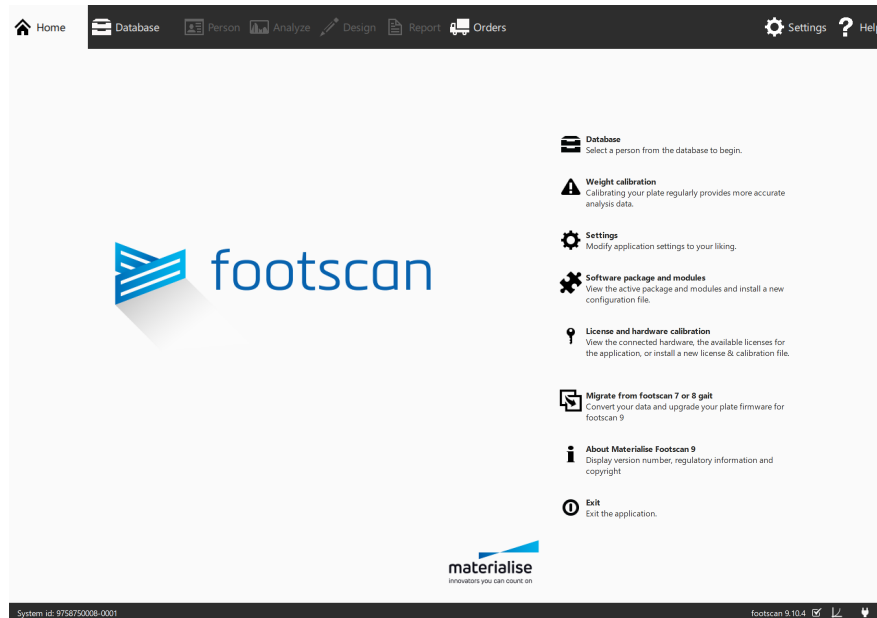 Home Database Person Analyze Design Report Orders Settings Help
Database
Select a person from the database to begin.
Weight calibration
Calibrating your plate regularly provides more accurate
analysis data.
Settings
Modify application settings to your liking.
footscan
Software package and modules
View the active package and modules and install a new
configuration file.
License and hardware calibration
View the connected hardware, the available licenses for
the application, or install a new license & calibration file.
Migrate from footscan 7 or 8 gait
Convert your data and upgrade your plate firmware for
footscan 9
About Materialise Footscan 9
Display version number, regulatory information and
copyright
Exit
Exit the application.
materialise
innovators you can count on
System id: 9758750008-0001 footscan 9.10.4